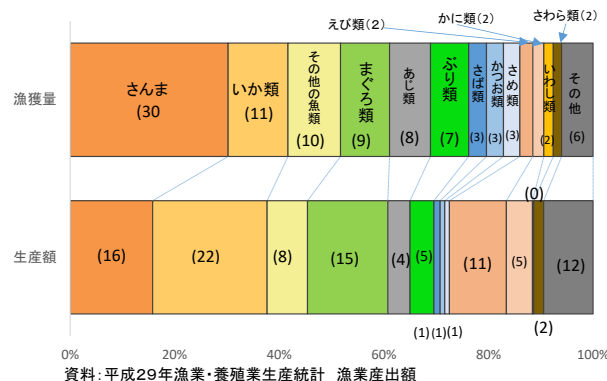 えび類(2)
かに類(2)
さわら類(2)
漁獲量
さんま
(30
いか類
(11)
その他の魚類
(10)
まぐろ類
(9)
あじ類
(8)
ぶり類
(7)
さば類
(3)
かつお類
(3)
さめ類
(3)
いわし類
(2)
その他
(6)
生産額
(16)
(22)
(8)
(15)
(4)
(5)
(1)
(1)
(1)
(11)
(5)
(0)
(2)
(12)
0%
20%
40%
60%
80%
100%
資料:平成29年漁業・養殖業生産統計 漁業産出額